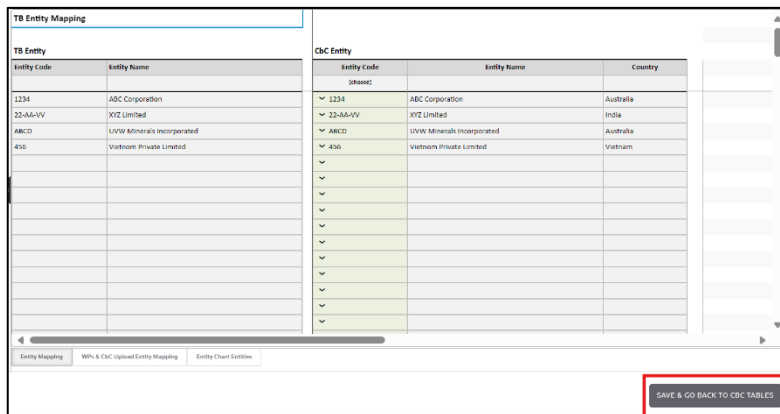 TB Entity Mapping
TB Entity CbC Entity
Entity Code Entity Name Entity Code Entity Name Country
[choose]
1234 ABC Corporation 1234 ABC Corporation Australia
22-AA-VV XYZ Limited 22-AA-VV XYZ Limited India
ABCD UVW Minerals Incorporated ABCD UVW Minerals Incorporated Australia
456 Vietnam Private Limited 456 Vietnam Private Limited Vietnam
Entity Mapping WPs & CbC Upload Entity Mapping Entity Chart Entities
SAVE & GO BACK TO CBC TABLES